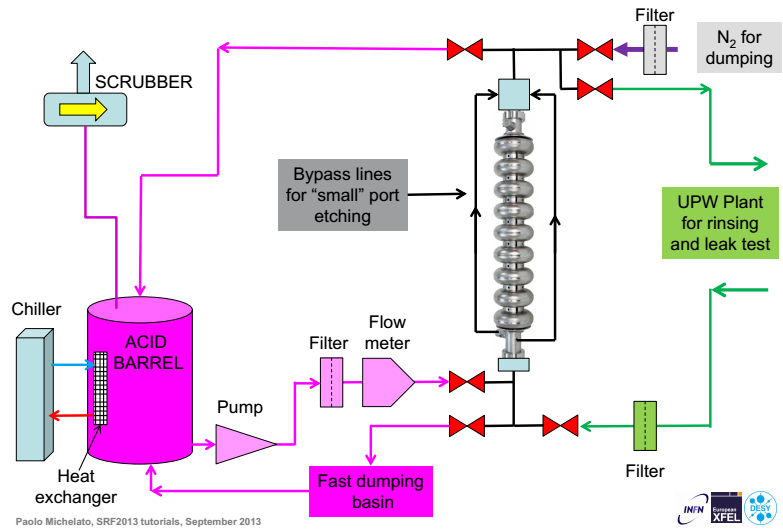 Filter
N2 for
dumping
SCRUBBER
Bypass lines
for “small” port
etching
UPW Plant
for rinsing
and leak test
Chiller
ACID
BARREL
Filter
Flow
meter
Pump
Heat
exchanger
Fast dumping
basin
Filter
Paolo Michelato, SRF2013 tutorials, September 2013
INFN
European
XFEL
DESY